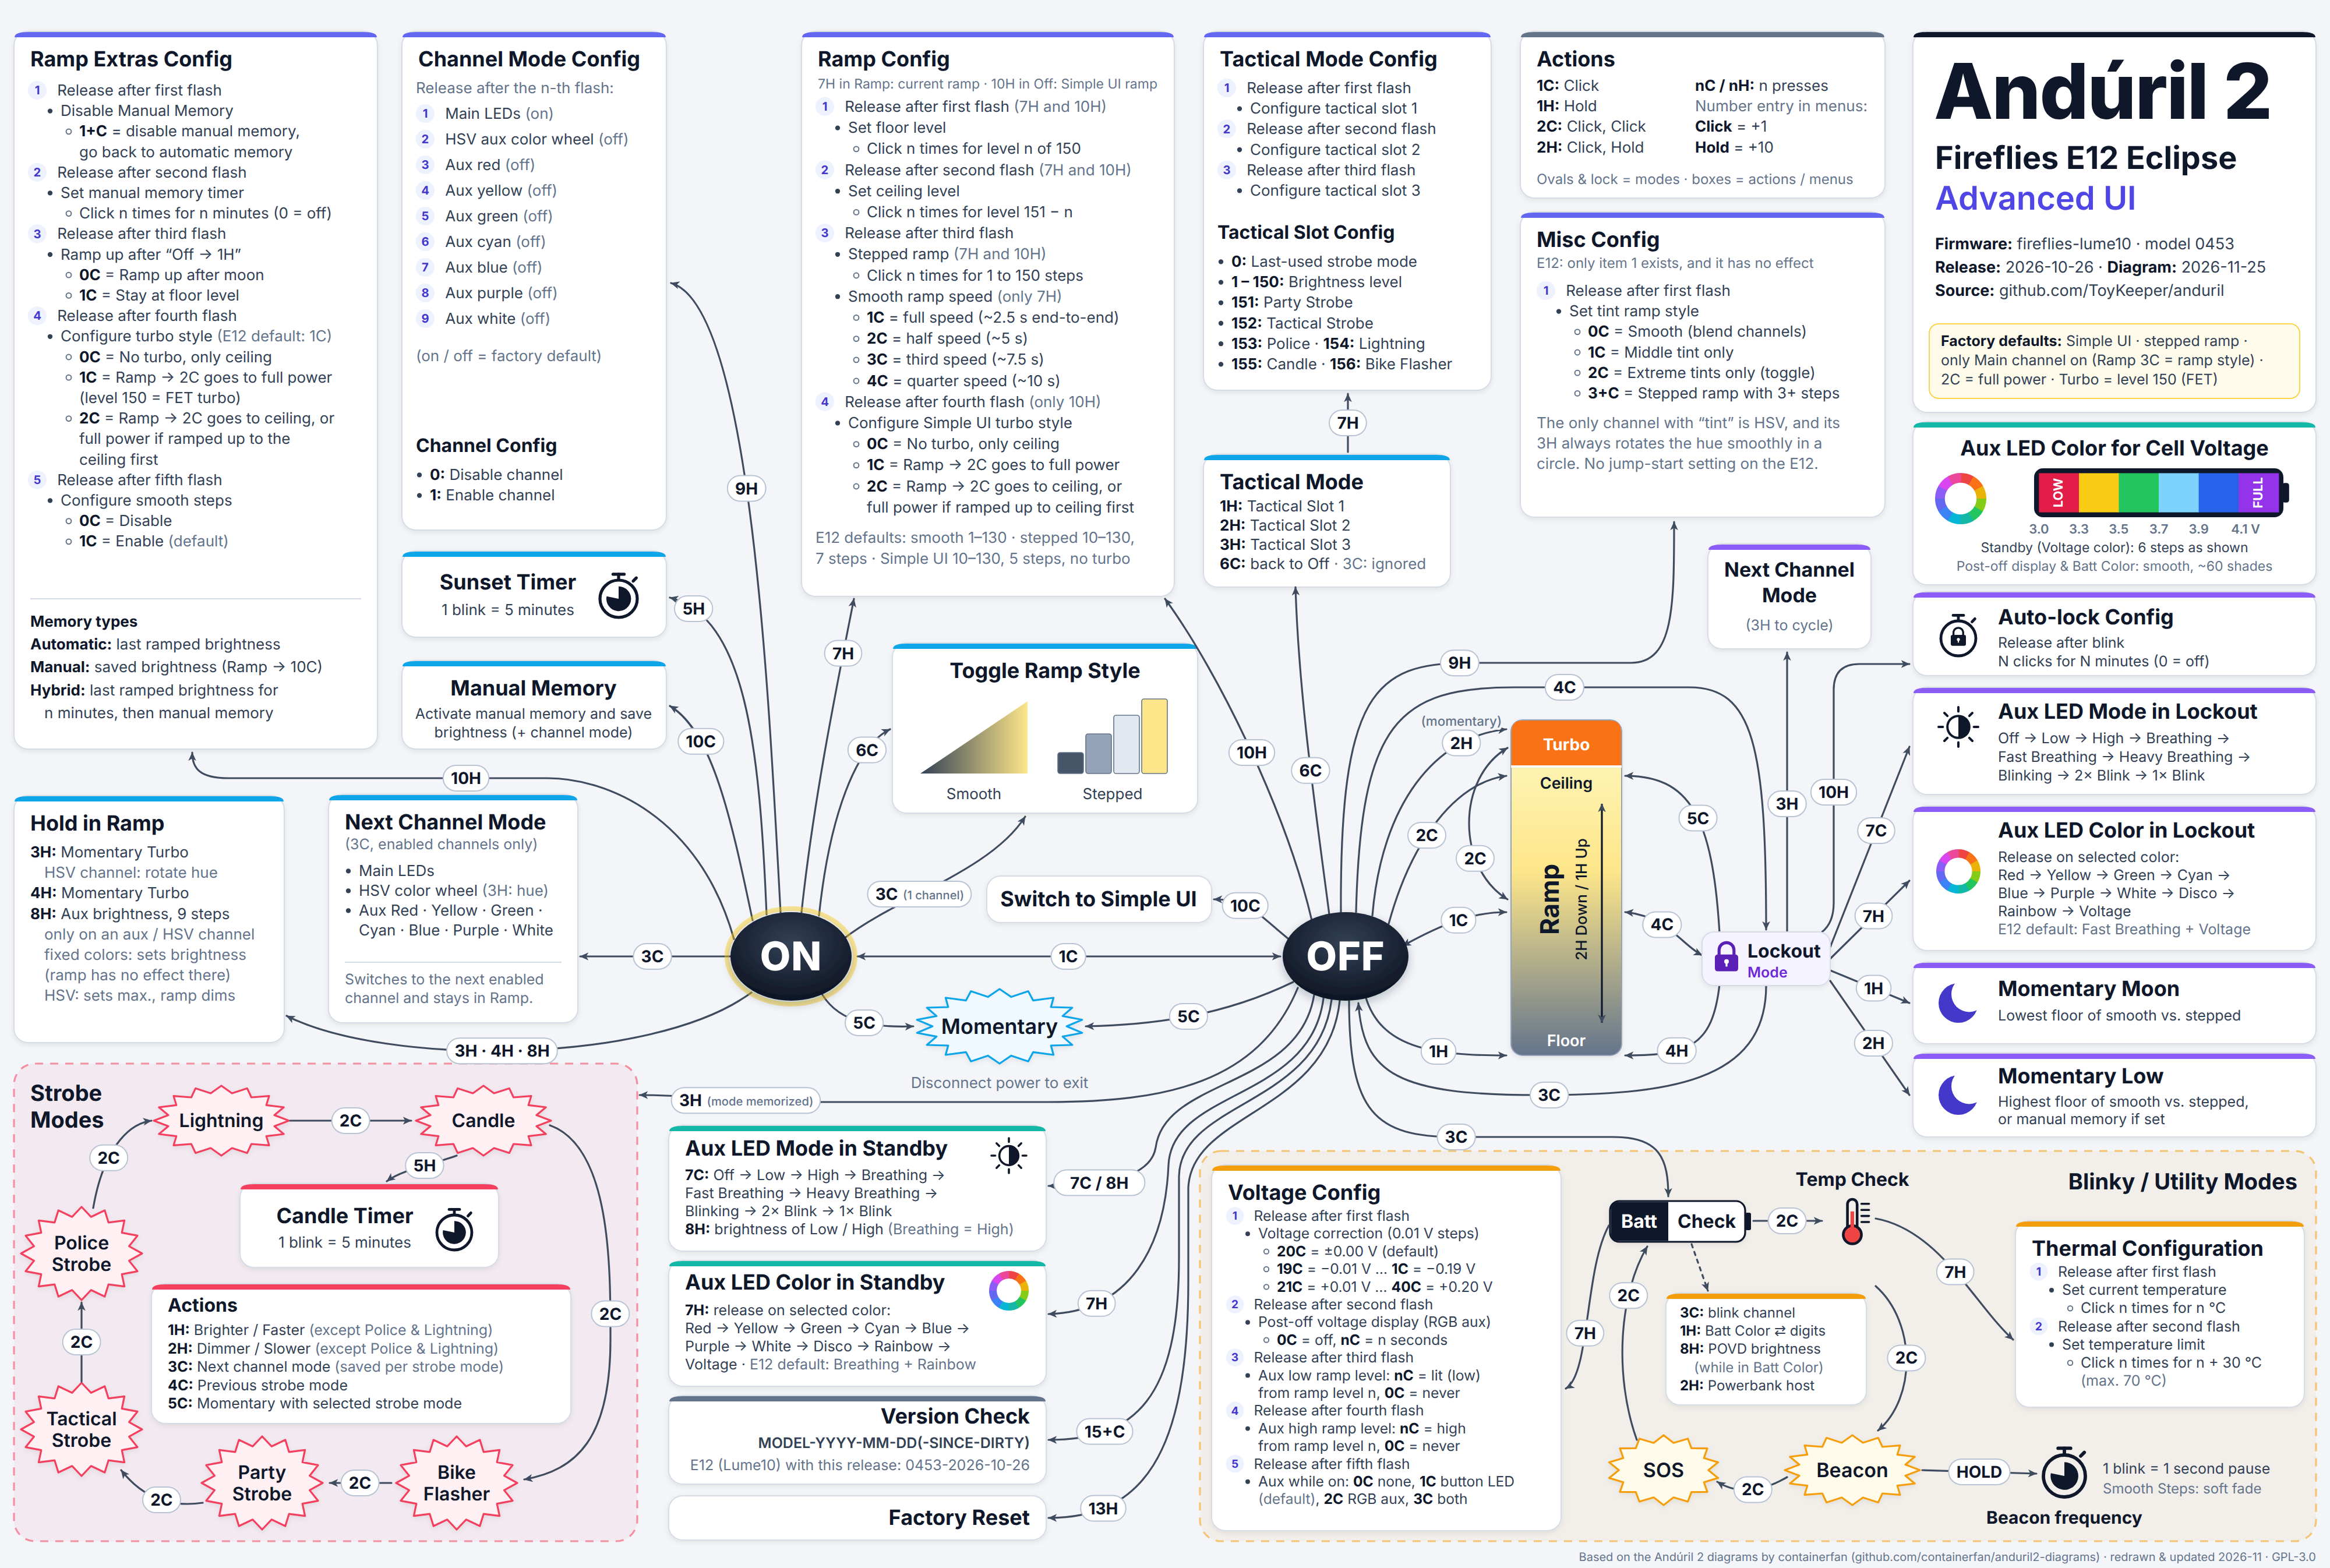 Ramp Extras Config
1 Release after first flash
• Disable Manual Memory
1+C = disable manual memory,
go back to automatic memory
2 Release after second flash
• Set manual memory timer
Click n times for n minutes (0 = off)
3 Release after third flash
• Ramp up after “Off → 1H”
0C = Ramp up after moon
1C = Stay at floor level
4 Release after fourth flash
• Configure turbo style (E12 default: 1C)
0C = No turbo, only ceiling
1C = Ramp → 2C goes to full power
(level 150 = FET turbo)
2C = Ramp → 2C goes to ceiling, or
full power if ramped up to the
ceiling first
5 Release after fifth flash
• Configure smooth steps
0C = Disable
1C = Enable (default)
Memory types
Automatic: last ramped brightness
Manual: saved brightness (Ramp → 10C)
Hybrid: last ramped brightness for
n minutes, then manual memory
Channel Mode Config
Release after the n-th flash:
1 Main LEDs (on)
2 HSV aux color wheel (off)
3 Aux red (off)
4 Aux yellow (off)
5 Aux green (off)
6 Aux cyan (off)
7 Aux blue (off)
8 Aux purple (off)
9 Aux white (off)
(on / off = factory default)
Channel Config
• 0: Disable channel
• 1: Enable channel
Sunset Timer
1 blink = 5 minutes
Manual Memory
Activate manual memory and save
brightness (+ channel mode)
9H
5H
10C
10H
Ramp Config
7H in Ramp: current ramp · 10H in Off: Simple UI ramp
1 Release after first flash (7H and 10H)
• Set floor level
Click n times for level n of 150
2 Release after second flash (7H and 10H)
• Set ceiling level
Click n times for level 151 − n
3 Release after third flash
• Stepped ramp (7H and 10H)
Click n times for 1 to 150 steps
• Smooth ramp speed (only 7H)
1C = full speed (~2.5 s end-to-end)
2C = half speed (~5 s)
3C = third speed (~7.5 s)
4C = quarter speed (~10 s)
4 Release after fourth flash (only 10H)
• Configure Simple UI turbo style
0C = No turbo, only ceiling
1C = Ramp → 2C goes to full power
2C = Ramp → 2C goes to ceiling, or
full power if ramped up to ceiling first
E12 defaults: smooth 1–130 · stepped 10–130,
7 steps · Simple UI 10–130, 5 steps, no turbo
7H
6C
Toggle Ramp Style
Smooth
Stepped
10H
6C
Tactical Mode Config
1 Release after first flash
• Configure tactical slot 1
2 Release after second flash
• Configure tactical slot 2
3 Release after third flash
• Configure tactical slot 3
Tactical Slot Config
• 0: Last-used strobe mode
• 1–150: Brightness level
• 151: Party Strobe
• 152: Tactical Strobe
• 153: Police · 154: Lightning
• 155: Candle · 156: Bike Flasher
7H
Tactical Mode
1H: Tactical Slot 1
2H: Tactical Slot 2
3H: Tactical Slot 3
6C: back to Off · 3C: ignored
Actions
1C: Click
1H: Hold
2C: Click, Click
2H: Click, Hold
nC / nH: n presses
Number entry in menus:
Click = +1
Hold = +10
Ovals & lock = modes · boxes = actions / menus
Misc Config
E12: only item 1 exists, and it has no effect
1 Release after first flash
• Set tint ramp style
0C = Smooth (blend channels)
1C = Middle tint only
2C = Extreme tints only (toggle)
3+C = Stepped ramp with 3+ steps
The only channel with “tint” is HSV, and its
3H always rotates the hue smoothly in a
circle. No jump-start setting on the E12.
Next Channel
Mode
(3H to cycle)
Andúril 2
Fireflies E12 Eclipse
Advanced UI
Firmware: fireflies-lume10 · model 0453
Release: 2026-10-26 · Diagram: 2026-11-25
Source: github.com/ToyKeeper/anduril
Factory defaults: Simple UI · stepped ramp ·
only Main channel on (Ramp 3C = ramp style) ·
2C = full power · Turbo = level 150 (FET)
Aux LED Color for Cell Voltage
LOW
FULL
3.0 3.3 3.5 3.7 3.9 4.1 V
Standby (Voltage color): 6 steps as shown
Post-off display & Batt Color: smooth, ~60 shades
Auto-lock Config
Release after blink
N clicks for N minutes (0 = off)
Aux LED Mode in Lockout
Off → Low → High → Breathing →
Fast Breathing → Heavy Breathing →
Blinking → 2× Blink → 1× Blink
Aux LED Color in Lockout
Release on selected color:
Red → Yellow → Green → Cyan →
Blue → Purple → White → Disco →
Rainbow → Voltage
E12 default: Fast Breathing + Voltage
Momentary Moon
Lowest floor of smooth vs. stepped
Momentary Low
Highest floor of smooth vs. stepped,
or manual memory if set
9H
4C
(momentary)
2H
2C
2C
1C
1H
Turbo
Ceiling
Ramp
2H Down / 1H Up
Floor
5C
4C
4H
3C
3H
10H
7C
7H
1H
2H
Lockout
Mode
Hold in Ramp
3H: Momentary Turbo
HSV channel: rotate hue
4H: Momentary Turbo
8H: Aux brightness, 9 steps
only on an aux / HSV channel
fixed colors: sets brightness
(ramp has no effect there)
HSV: sets max., ramp dims
Next Channel Mode
(3C, enabled channels only)
• Main LEDs
• HSV color wheel (3H: hue)
• Aux Red · Yellow · Green ·
Cyan · Blue · Purple · White
Switches to the next enabled
channel and stays in Ramp.
3C
3H · 4H · 8H
ON
3C (1 channel)
Switch to Simple UI
10C
1C
OFF
5C
Momentary
5C
Disconnect power to exit
3H (mode memorized)
3C
Strobe
Modes
Lightning
2C
Candle
2C
5H
Candle Timer
1 blink = 5 minutes
Police
Strobe
2C
Actions
1H: Brighter / Faster (except Police & Lightning)
2H: Dimmer / Slower (except Police & Lightning)
3C: Next channel mode (saved per strobe mode)
4C: Previous strobe mode
5C: Momentary with selected strobe mode
2C
Tactical
Strobe
2C
Party
Strobe
2C
Bike
Flasher
Aux LED Mode in Standby
7C: Off → Low → High → Breathing →
Fast Breathing → Heavy Breathing →
Blinking → 2× Blink → 1× Blink
8H: brightness of Low / High (Breathing = High)
7C / 8H
Aux LED Color in Standby
7H: release on selected color:
Red → Yellow → Green → Cyan → Blue →
Purple → White → Disco → Rainbow →
Voltage · E12 default: Breathing + Rainbow
7H
Version Check
MODEL-YYYY-MM-DD(-SINCE-DIRTY)
E12 (Lume10) with this release: 0453-2026-10-26
15+C
Factory Reset
13H
Voltage Config
1 Release after first flash
• Voltage correction (0.01 V steps)
20C = ±0.00 V (default)
19C = −0.01 V ... 1C = −0.19 V
21C = +0.01 V ... 40C = +0.20 V
2 Release after second flash
• Post-off voltage display (RGB aux)
0C = off, nC = n seconds
3 Release after third flash
• Aux low ramp level: nC = lit (low)
from ramp level n, 0C = never
4 Release after fourth flash
• Aux high ramp level: nC = high
from ramp level n, 0C = never
5 Release after fifth flash
• Aux while on: 0C none, 1C button LED
(default), 2C RGB aux, 3C both
Blinky / Utility Modes
Batt Check
2C
Temp Check
7H
7H
2C
3C: blink channel
1H: Batt Color ⇄ digits
8H: POVD brightness
(while in Batt Color)
2H: Powerbank host
2C
Thermal Configuration
1 Release after first flash
• Set current temperature
Click n times for n °C
2 Release after second flash
• Set temperature limit
Click n times for n + 30 °C
(max. 70 °C)
SOS
2C
Beacon
HOLD
1 blink = 1 second pause
Smooth Steps: soft fade
Beacon frequency
Based on the Andúril 2 diagrams by containerfan (github.com/containerfan/anduril2-diagrams) · redrawn & updated 2026-11 · GPL-3.0